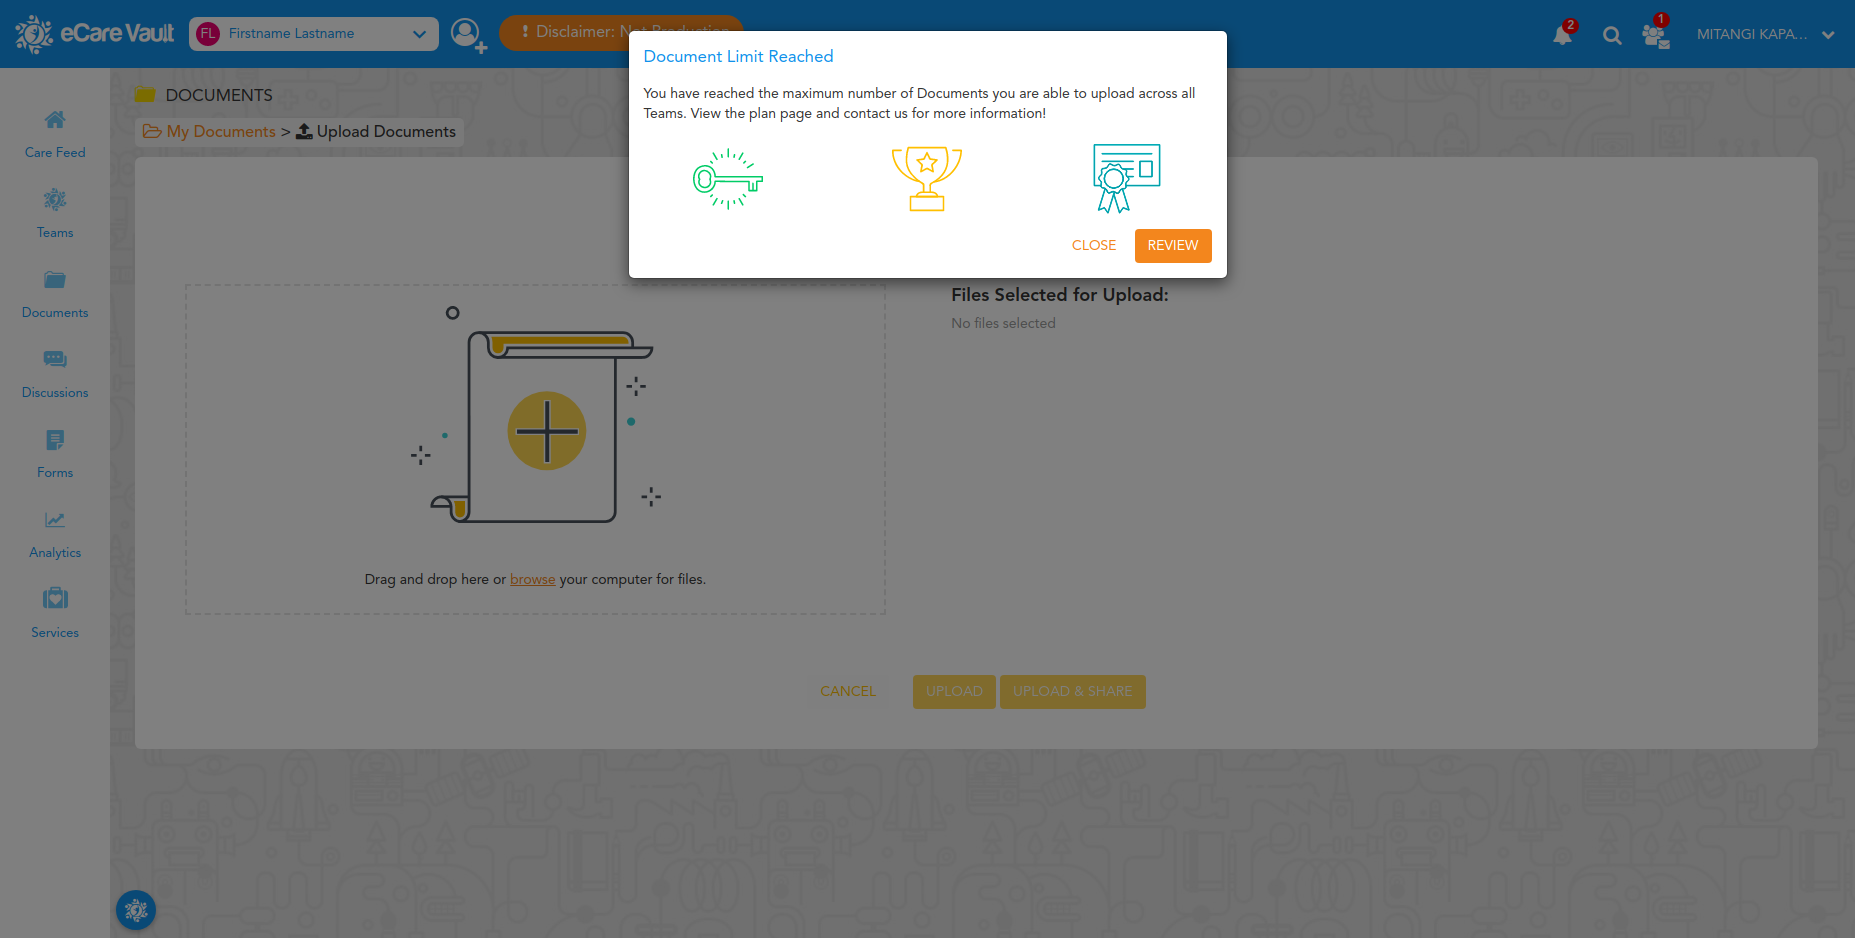 eCare Vault
FL Firstname Lastname
Disclaimer: Not Production
2
1
MITANGI KAPA...
Document Limit Reached
You have reached the maximum number of Documents you are able to upload across all
Teams. View the plan page and contact us for more information!
CLOSE
REVIEW
DOCUMENTS
My Documents > Upload Documents
Care Feed
Teams
Documents
Discussions
Forms
Analytics
Services
Files Selected for Upload:
No files selected
Drag and drop here or browse your computer for files.
CANCEL
UPLOAD
UPLOAD & SHARE